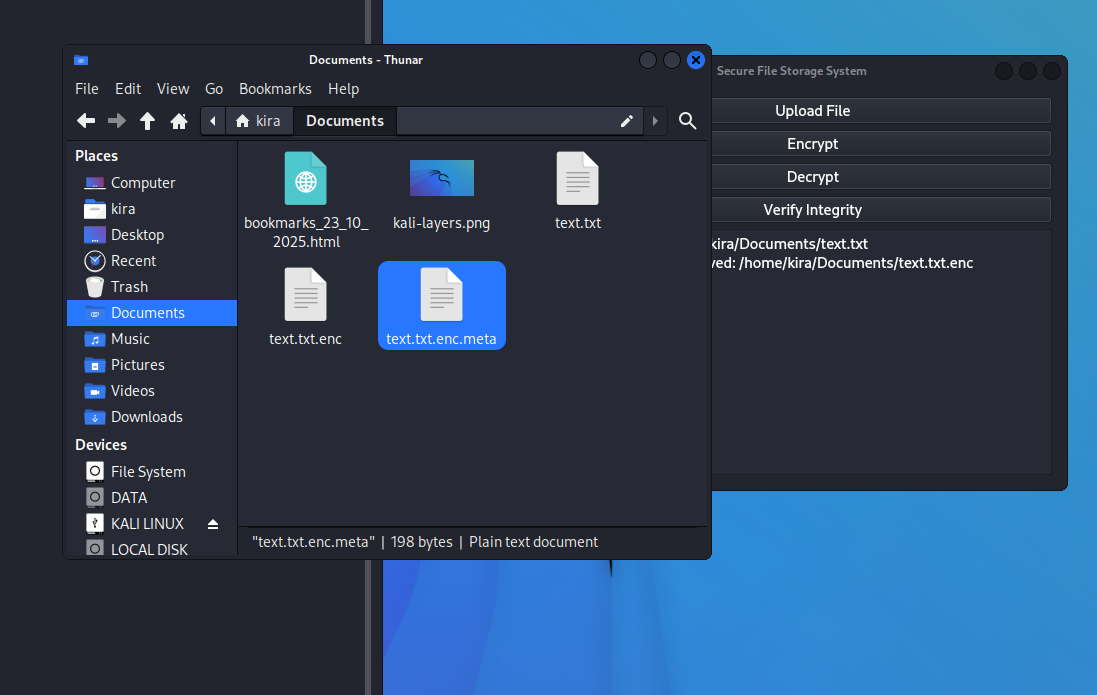 Documents - Thunar
File Edit View Go Bookmarks Help
kira Documents
Places
Computer
kira
Desktop
Recent
Trash
Documents
Music
Pictures
Videos
Downloads
Devices
File System
DATA
KALI LINUX
LOCAL DISK
bookmarks_23_10_
2025.html
kali-layers.png
text.txt
text.txt.enc
text.txt.enc.meta
"text.txt.enc.meta" | 198 bytes | Plain text document
Secure File Storage System
Upload File
Encrypt
Decrypt
Verify Integrity
kira/Documents/text.txt
ved: /home/kira/Documents/text.txt.enc